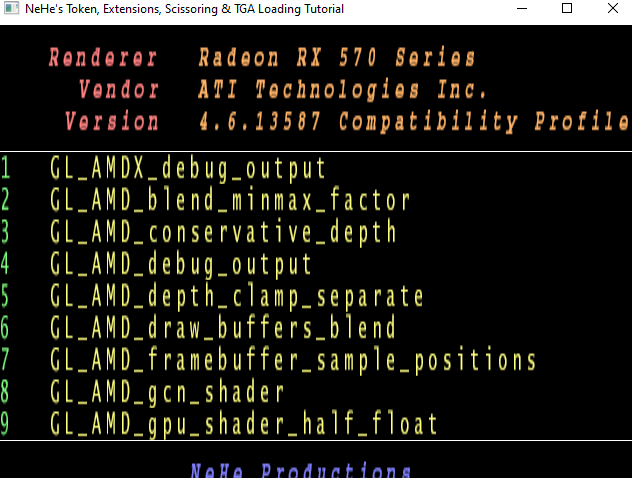 NeHe's Token, Extensions, Scissoring & TGA Loading Tutorial
Renderer Radeon RX 570 Series
Vendor ATI Technologies Inc.
Version 4.6.13587 Compatibility Profile
1 GL_AMDX_debug_output
2 GL_AMD_blend_minmax_factor
3 GL_AMD_conservative_depth
4 GL_AMD_debug_output
5 GL_AMD_depth_clamp_separate
6 GL_AMD_draw_buffers_blend
7 GL_AMD_framebuffer_sample_positions
8 GL_AMD_gcn_shader
9 GL_AMD_gpu_shader_half_float
NeHe Productions